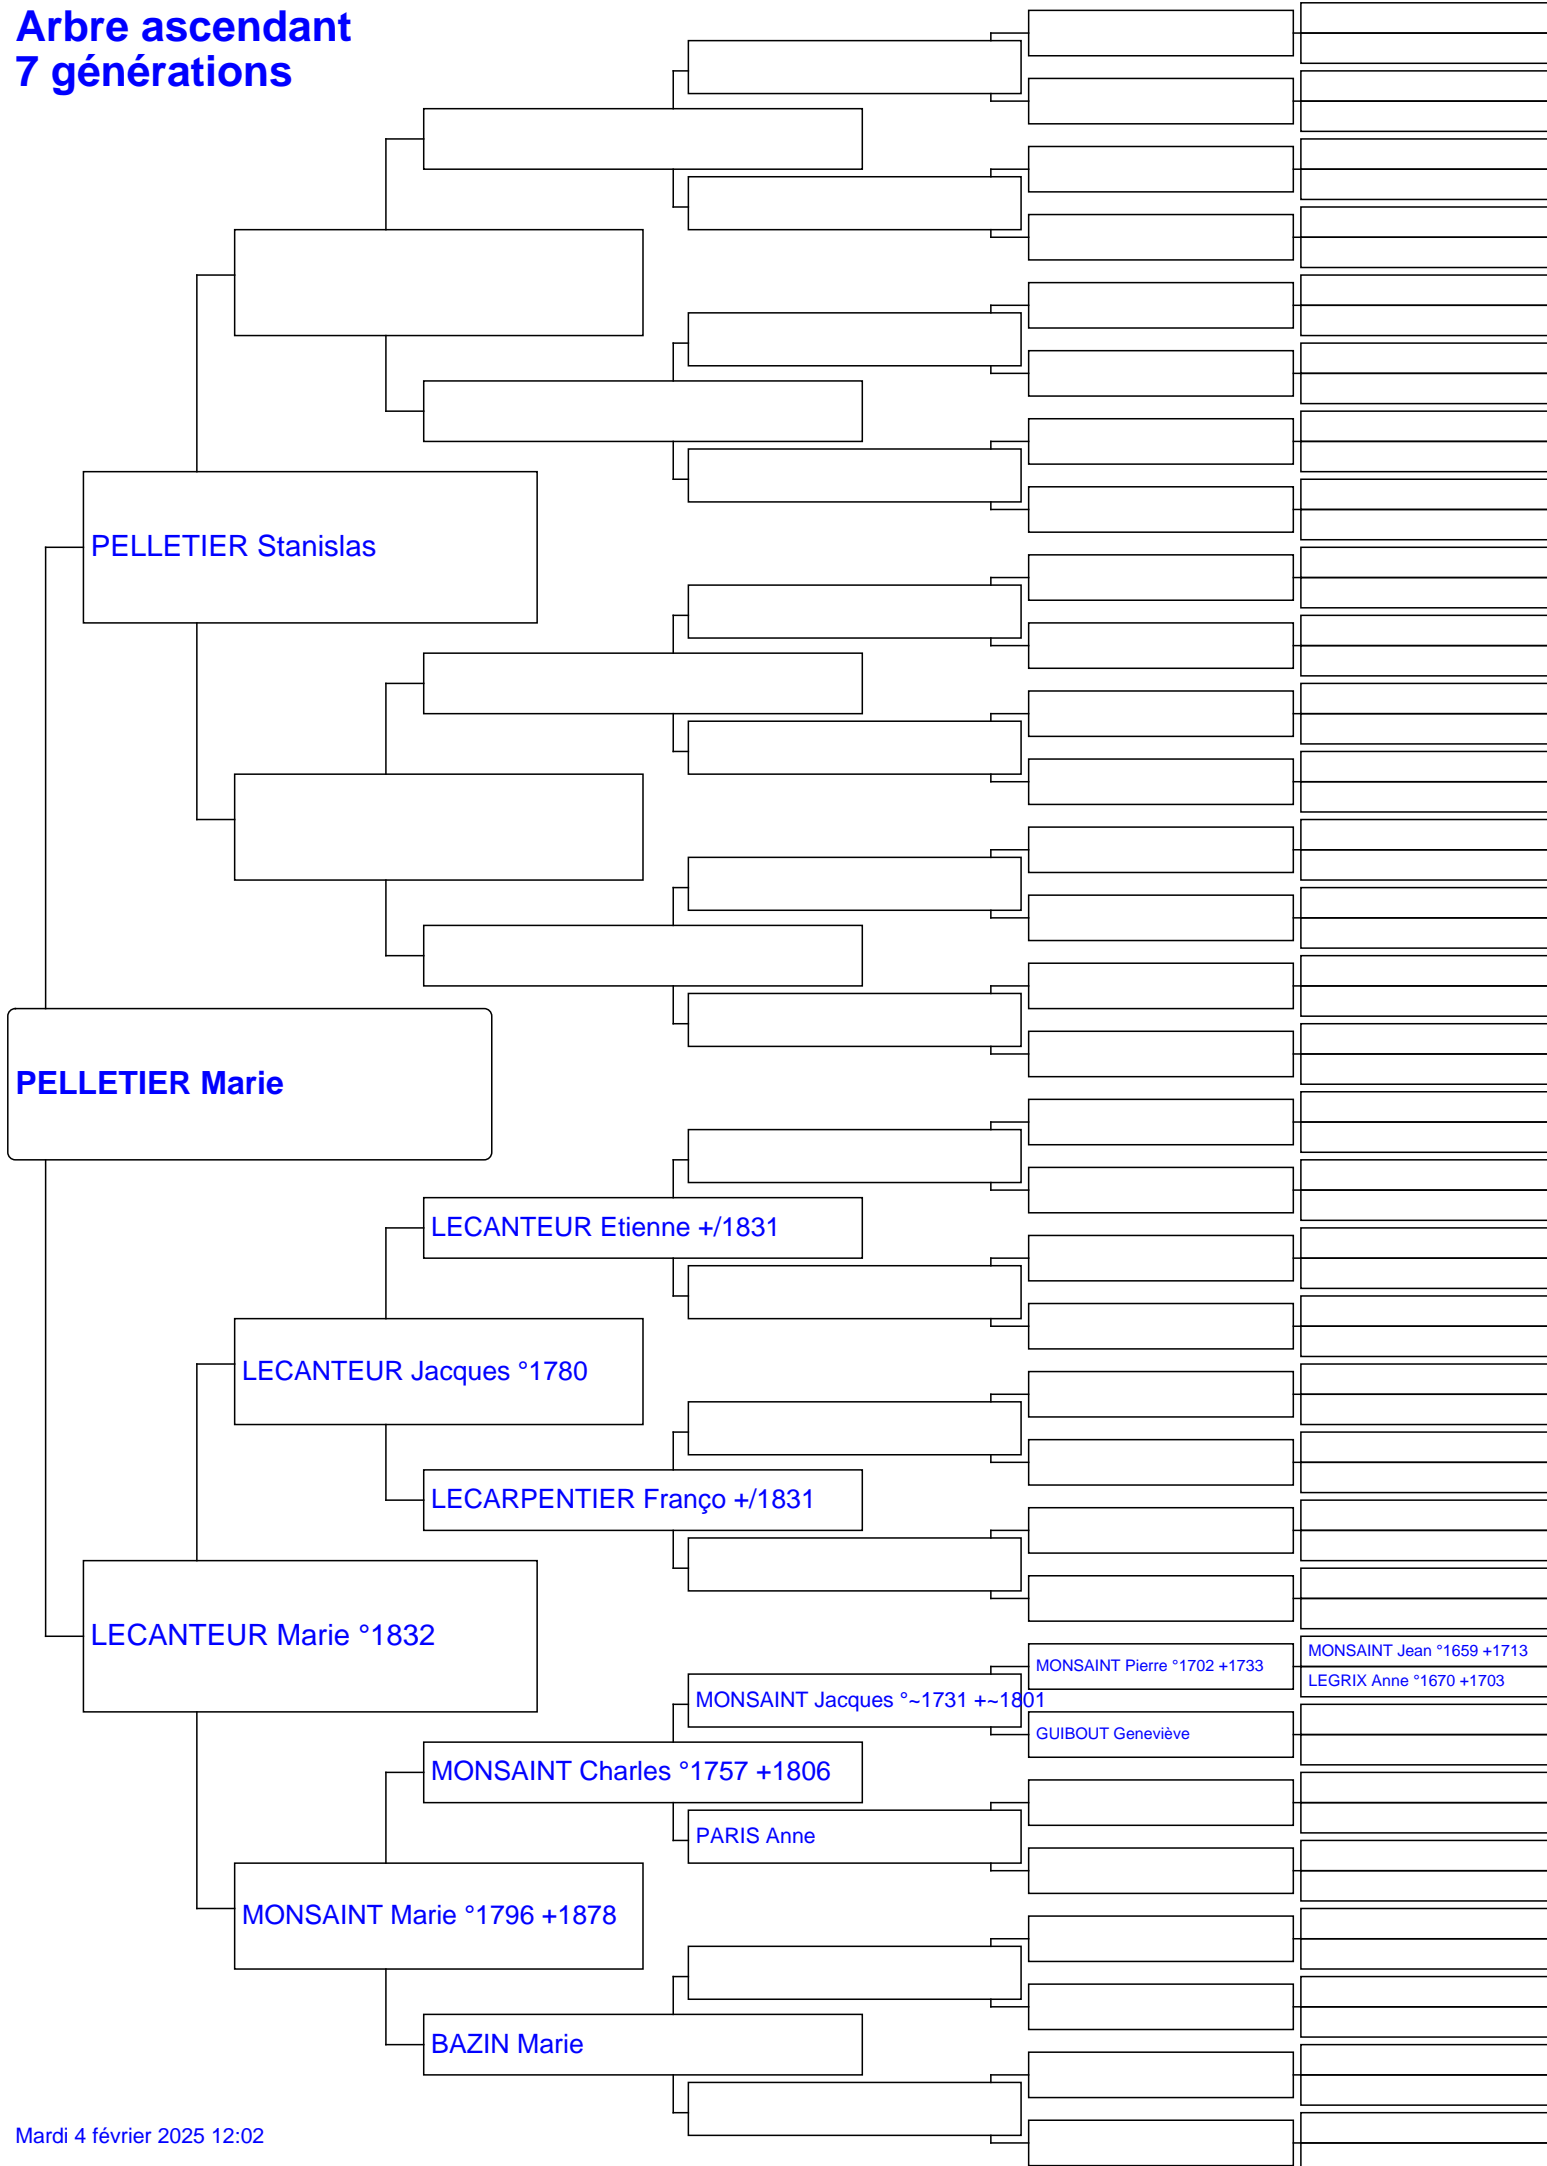 Arbre ascendant
7 générations
PELLETIER Stanislas
PELLETIER Marie
LECANTEUR Etienne +/1831
LECANTEUR Jacques °1780
LECARPENTIER Franço +/1831
LECANTEUR Marie °1832
MONSAINT Jean °1659 +1713
MONSAINT Pierre °1702 +1733
LEGRIX Anne °1670 +1703
MONSAINT Jacques °~1731 +~1801
GUIBOUT Geneviève
MONSAINT Charles °1757 +1806
PARIS Anne
MONSAINT Marie °1796 +1878
BAZIN Marie
Mardi 4 février 2025 12:02